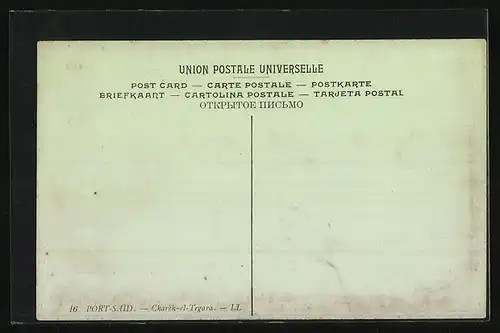 UNION POSTALE UNIVERSELLE
POST CARD — CARTE POSTALE — POSTKARTE
BRIEFKAART — CARTOLINA POSTALE — TARJETA POSTAL
ОТКРЫТОЕ ПИСЬМО
16 PORT-SAÏD. — Charêh-el-Tegara. — LL